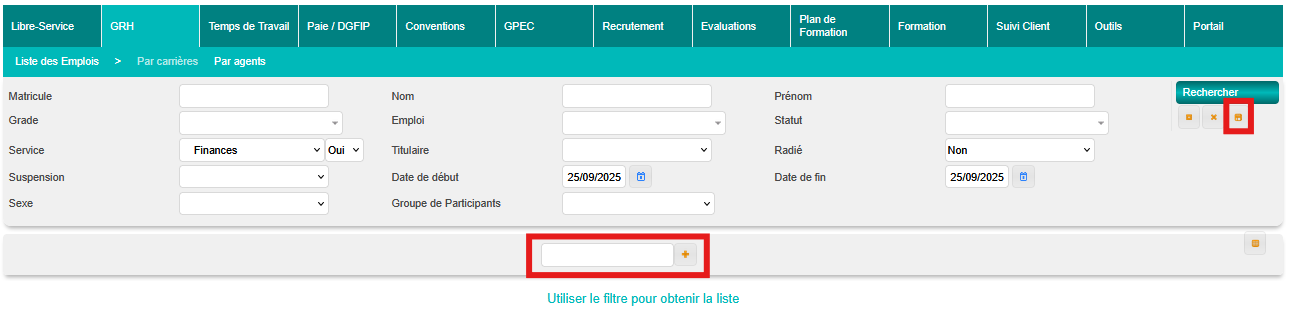 Libre-Service GRH Temps de Travail Paie / DGFIP Conventions GPEC Recrutement Evaluations Plan de Formation Formation Suivi Client Outils Portail
Liste des Emplois > Par carrières Par agents
Matricule Nom Prénom Rechercher
Grade Emploi Statut
Service Finances Oui Titulaire Radié Non
Suspension Date de début 25/09/2025 Date de fin 25/09/2025
Sexe Groupe de Participants
Utiliser le filtre pour obtenir la liste